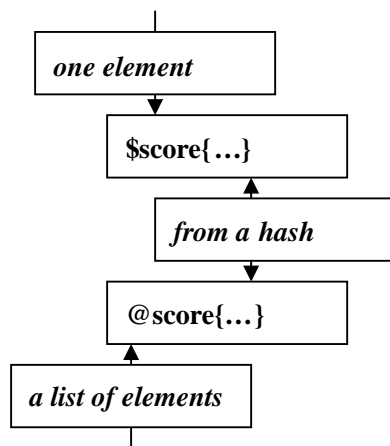 one element
$score{…}
from a hash
@score{…}
a list of elements